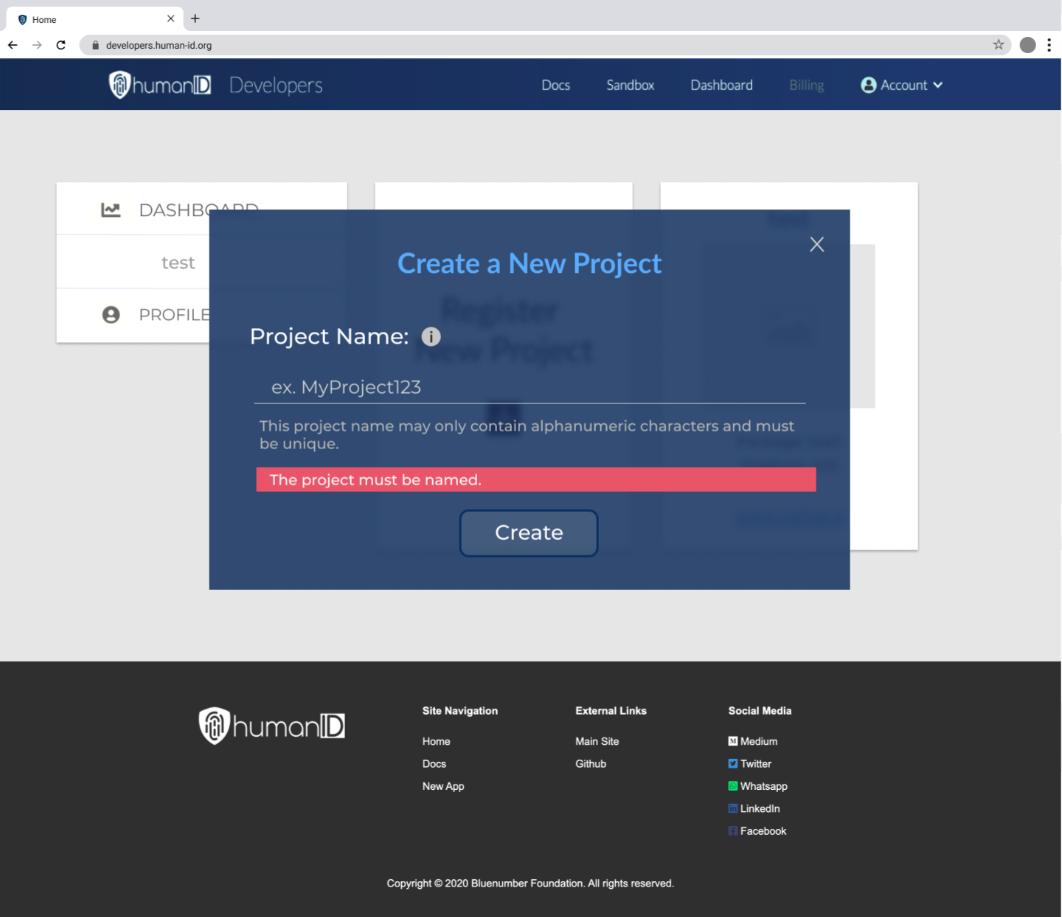 Home
developers.human-id.org
humanID Developers
Docs Sandbox Dashboard Billing Account
DASHBOARD
test
PROFILE
test
Create a New Project
Register
New Project
Project Name: i
ex. MyProject123
This project name may only contain alphanumeric characters and must
be unique.
The project must be named.
Create
humanID
Site Navigation
Home
Docs
New App
External Links
Main Site
Github
Social Media
Medium
Twitter
Whatsapp
LinkedIn
Facebook
Copyright © 2020 Bluenumber Foundation. All rights reserved.